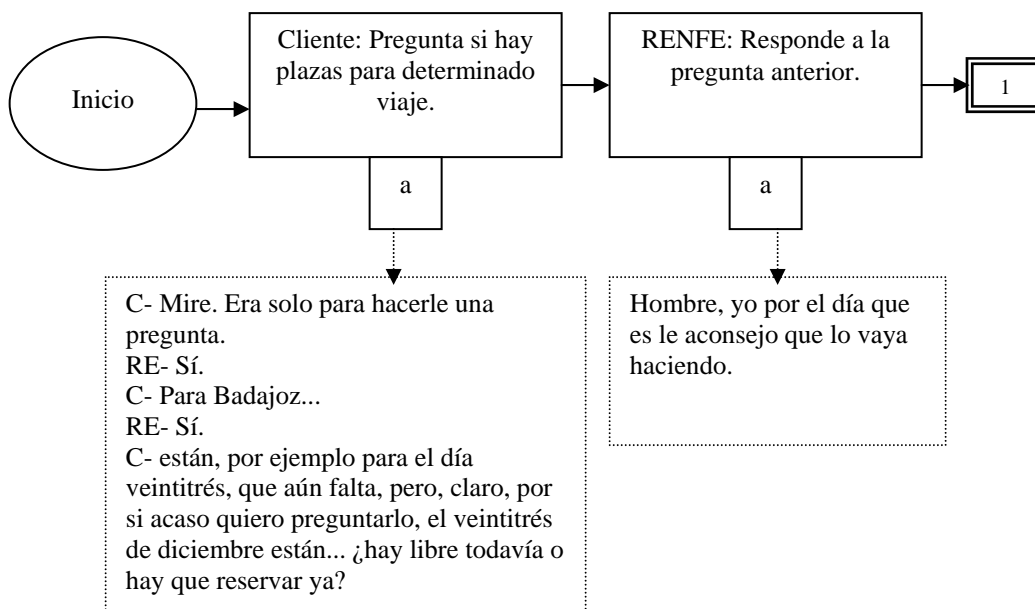 Inicio
Cliente: Pregunta si hay
plazas para determinado
viaje.
a
RENFE: Responde a la
pregunta anterior.
a
1
C- Mire. Era solo para hacerle una
pregunta.
RE- Sí.
C- Para Badajoz...
RE- Sí.
C- están, por ejemplo para el día
veintitrés, que aún falta, pero, claro, por
si acaso quiero preguntarlo, el veintitrés
de diciembre están... ¿hay libre todavía o
hay que reservar ya?
Hombre, yo por el día que
es le aconsejo que lo vaya
haciendo.